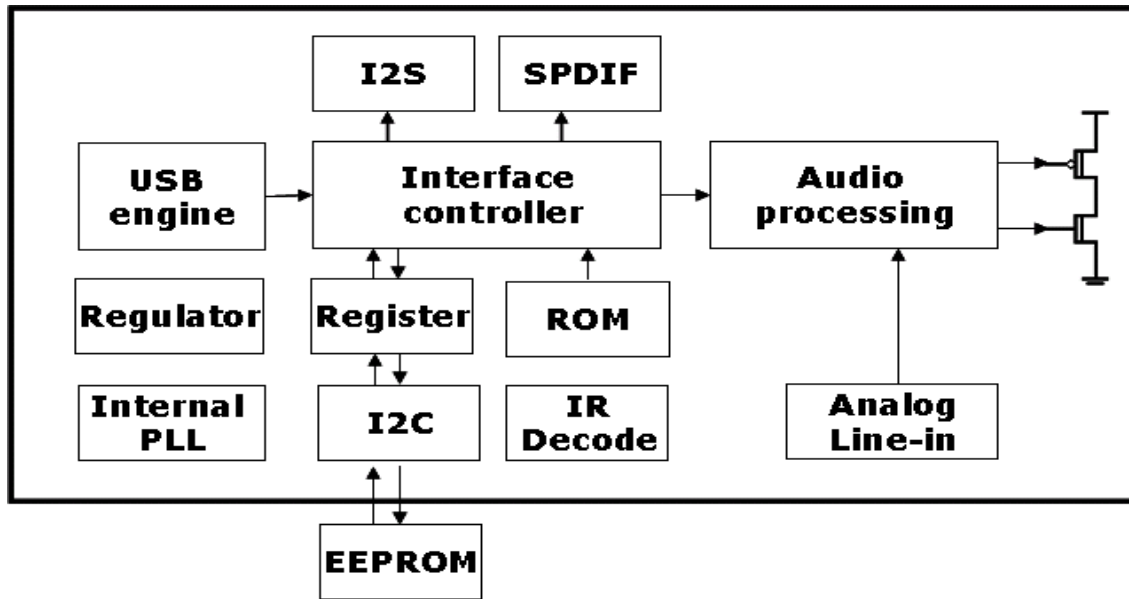 I2S
SPDIF
USB
engine
Interface
controller
Audio
processing
Regulator
Register
ROM
Internal
PLL
I2C
IR
Decode
Analog
Line-in
EEPROM